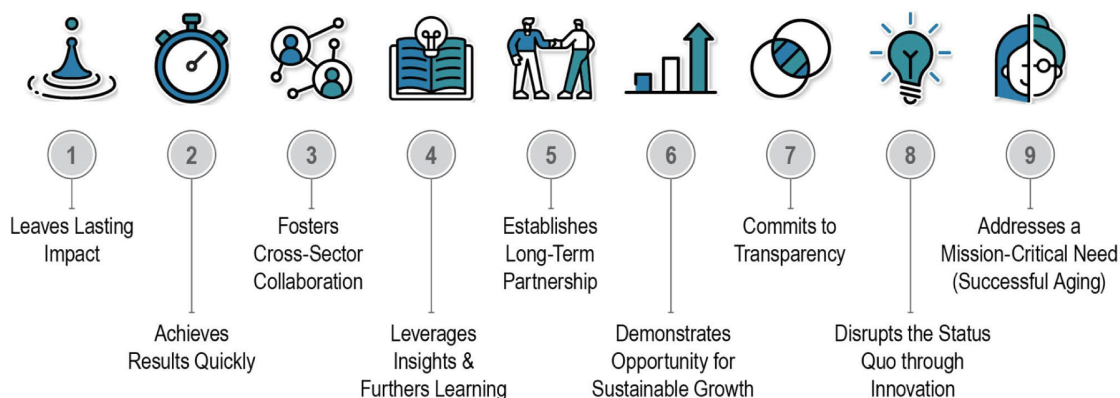 1
Leaves Lasting
Impact
2
Achieves
Results Quickly
3
Fosters
Cross-Sector
Collaboration
4
Leverages
Insights &
Furthers Learning
5
Establishes
Long-Term
Partnership
6
Demonstrates
Opportunity for
Sustainable Growth
7
Commits to
Transparency
8
Disrupts the Status
Quo through
Innovation
9
Addresses a
Mission-Critical Need
(Successful Aging)